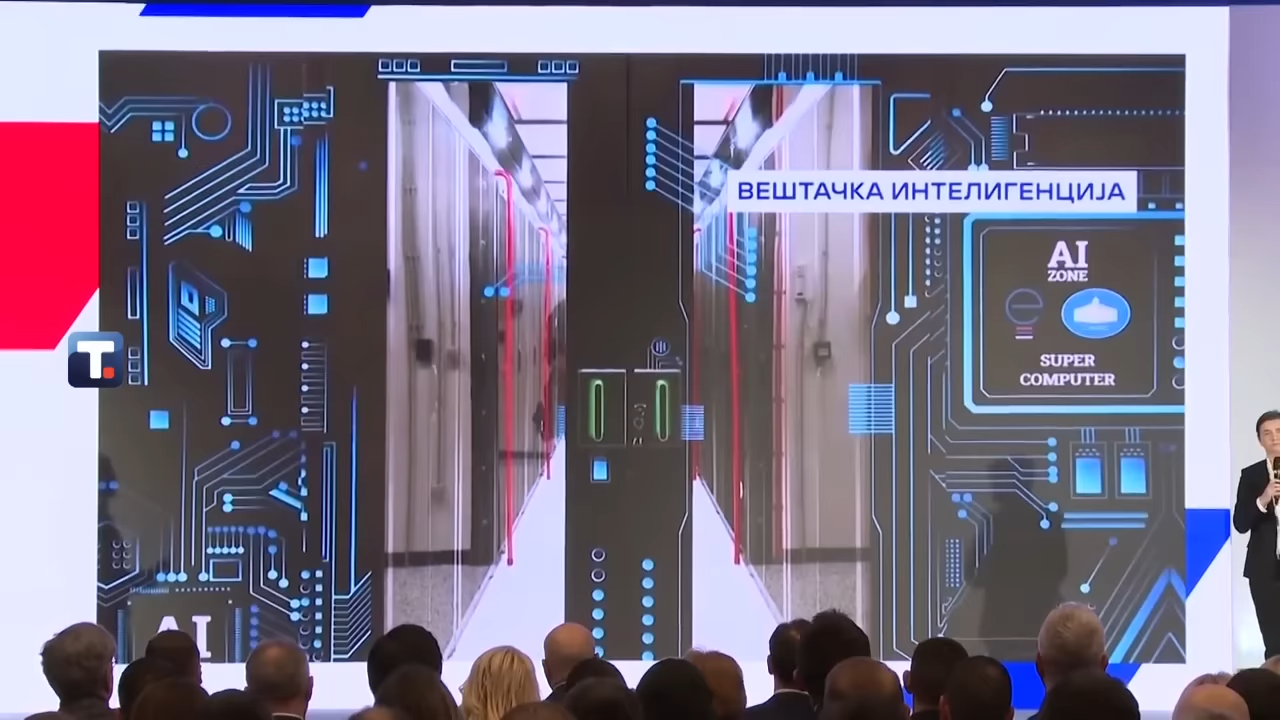 ВЕШТАЧКА ИНТЕЛИГЕНЦИЈА
AI
ZONE
SUPER
COMPUTER
AI
T.